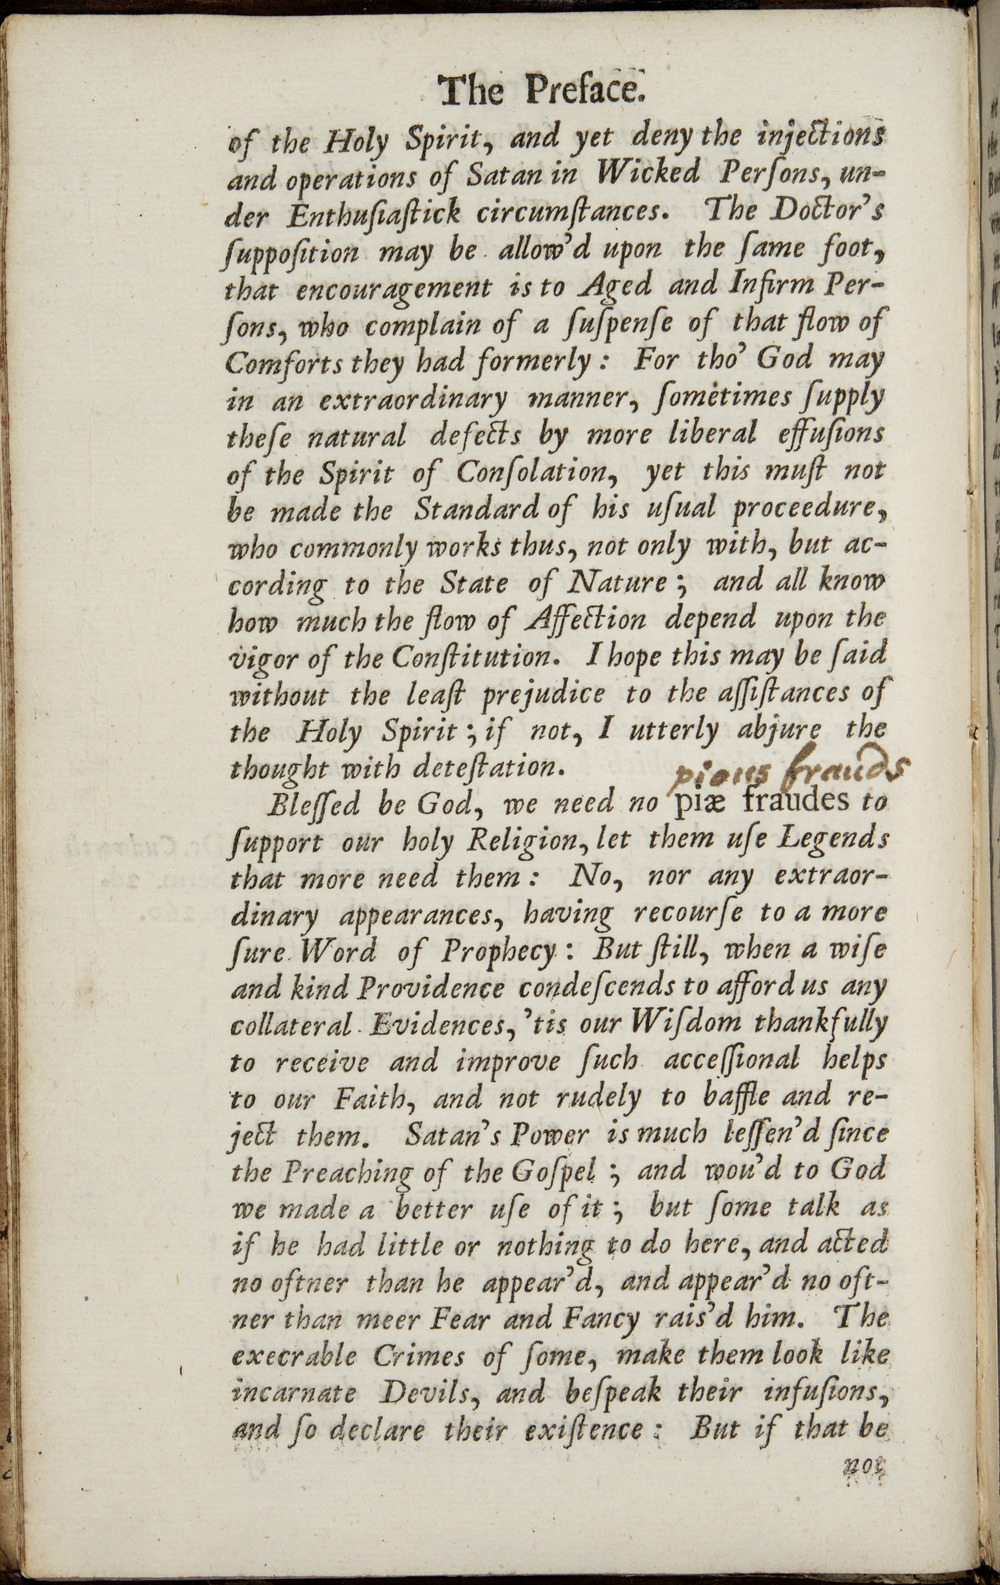 The Preface.
of the Holy Spirit, and yet deny the injections
and operations of Satan in Wicked Perſons, un-
der Enthuſiaſtick circumſtances. The Doctor's
ſuppoſition may be allow'd upon the ſame foot,
that encouragement is to Aged and Infirm Per-
ſons, who complain of a ſuſpenſe of that flow of
Comforts they had formerly: For tho' God may
in an extraordinary manner, ſometimes ſupply
theſe natural defects by more liberal effuſions
of the Spirit of Conſolation, yet this muſt not
be made the Standard of his uſual proceedure,
who commonly works thus, not only with, but ac-
cording to the State of Nature; and all know
how much the flow of Affection depend upon the
vigor of the Conſtitution. I hope this may be ſaid
without the leaſt prejudice to the aſſiſtances of
the Holy Spirit; if not, I utterly abjure the
thought with deteſtation.
pious frauds
Bleſſed be God, we need no piæ fraudes to
ſupport our holy Religion, let them uſe Legends
that more need them: No, nor any extraor-
dinary appearances, having recourſe to a more
ſure Word of Prophecy: But ſtill, when a wiſe
and kind Providence condeſcends to afford us any
collateral Evidences, 'tis our Wiſdom thankfully
to receive and improve ſuch acceſſional helps
to our Faith, and not rudely to baffle and re-
ject them. Satan's Power is much leſſen'd ſince
the Preaching of the Goſpel; and wou'd to God
we made a better uſe of it; but ſome talk as
if he had little or nothing to do here, and acted
no oftner than he appear'd, and appear'd no oft-
ner than meer Fear and Fancy rais'd him. The
execrable Crimes of ſome, make them look like
incarnate Devils, and beſpeak their infuſions,
and ſo declare their exiſtence: But if that be
not